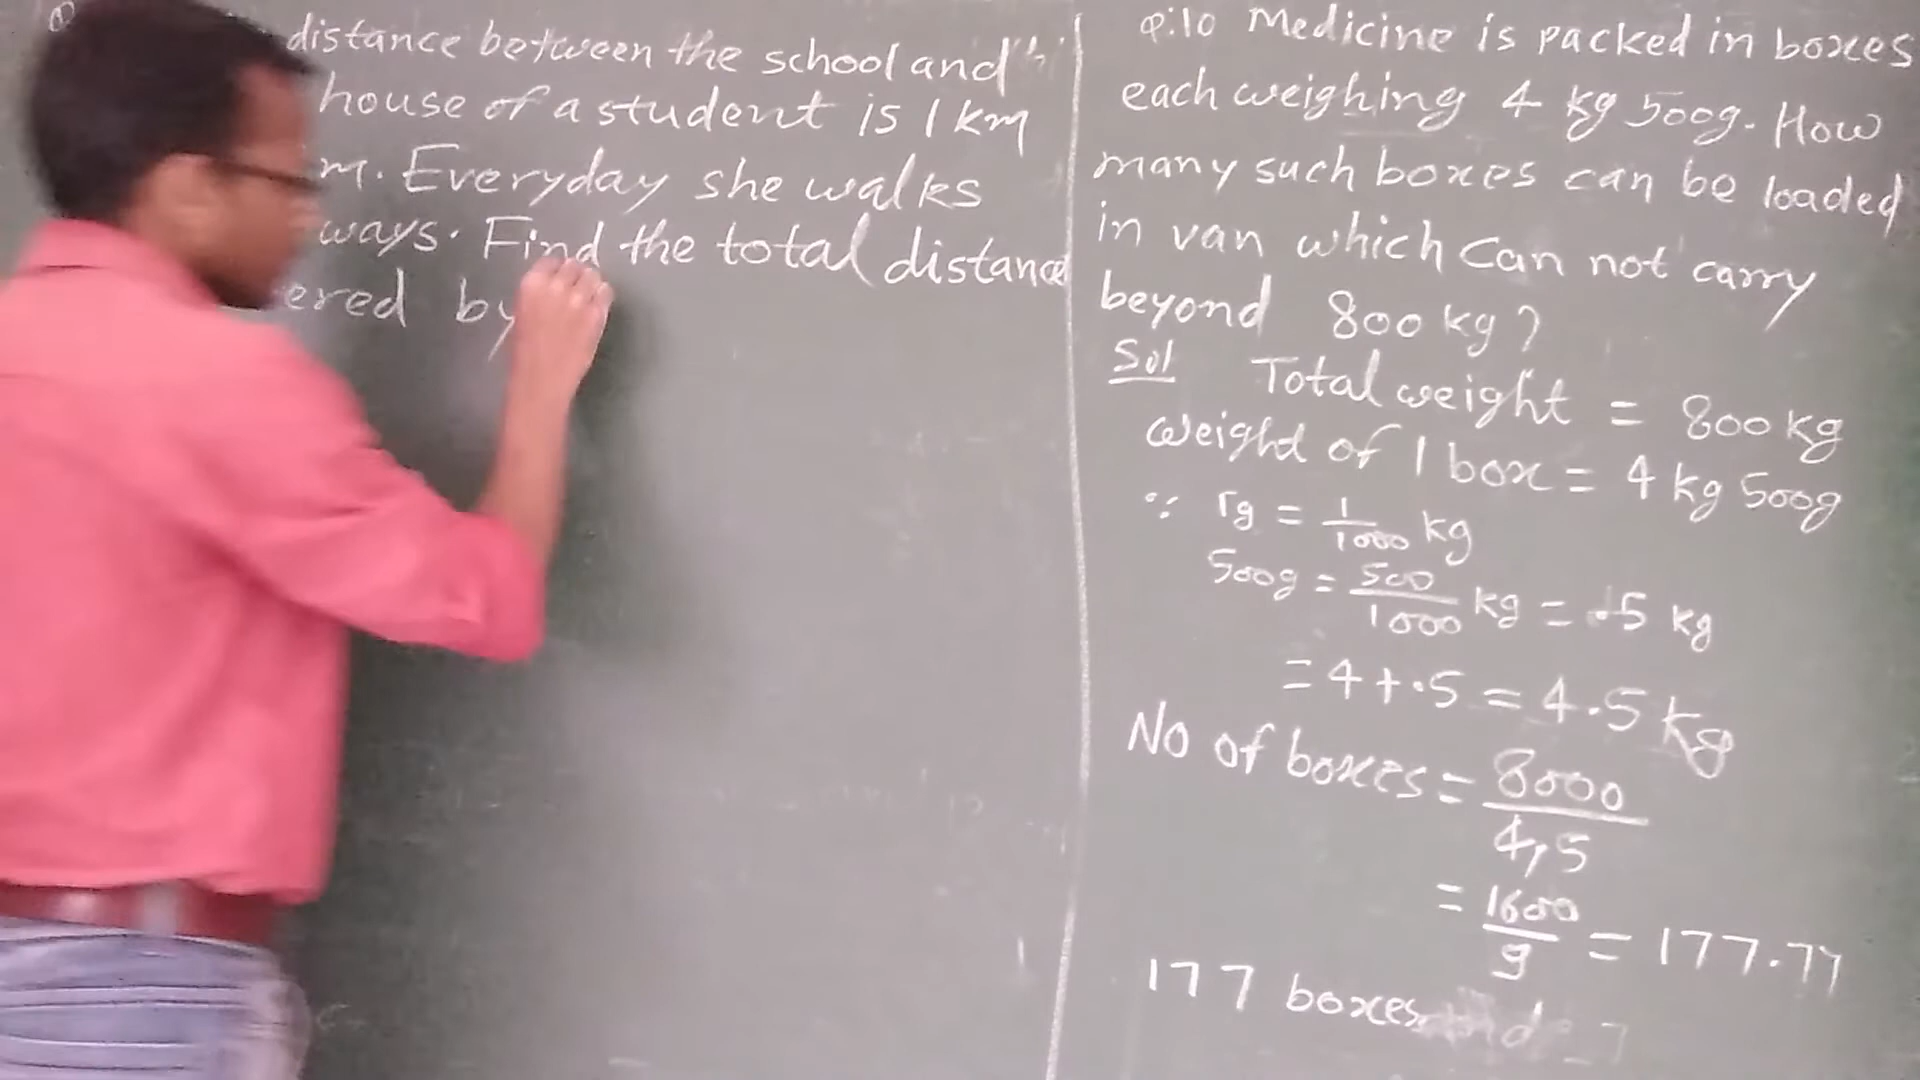 distance between the school and
house of a student is 1 km
m. Everyday she walks
ways. Find the total distance
ered by
Q.10 Medicine is packed in boxes
each weighing 4 kg 500g. How
many such boxes can be loaded
in van which can not carry
beyond 800 kg?
Sol Total weight = 800 kg
weight of 1 box = 4 kg 500g
∵ 1g = 1/1000 kg
500g = 500/1000 kg = .5 kg
= 4+.5 = 4.5 kg
No of boxes = 8000/4,5
= 1600/9 = 177.77
177 boxes